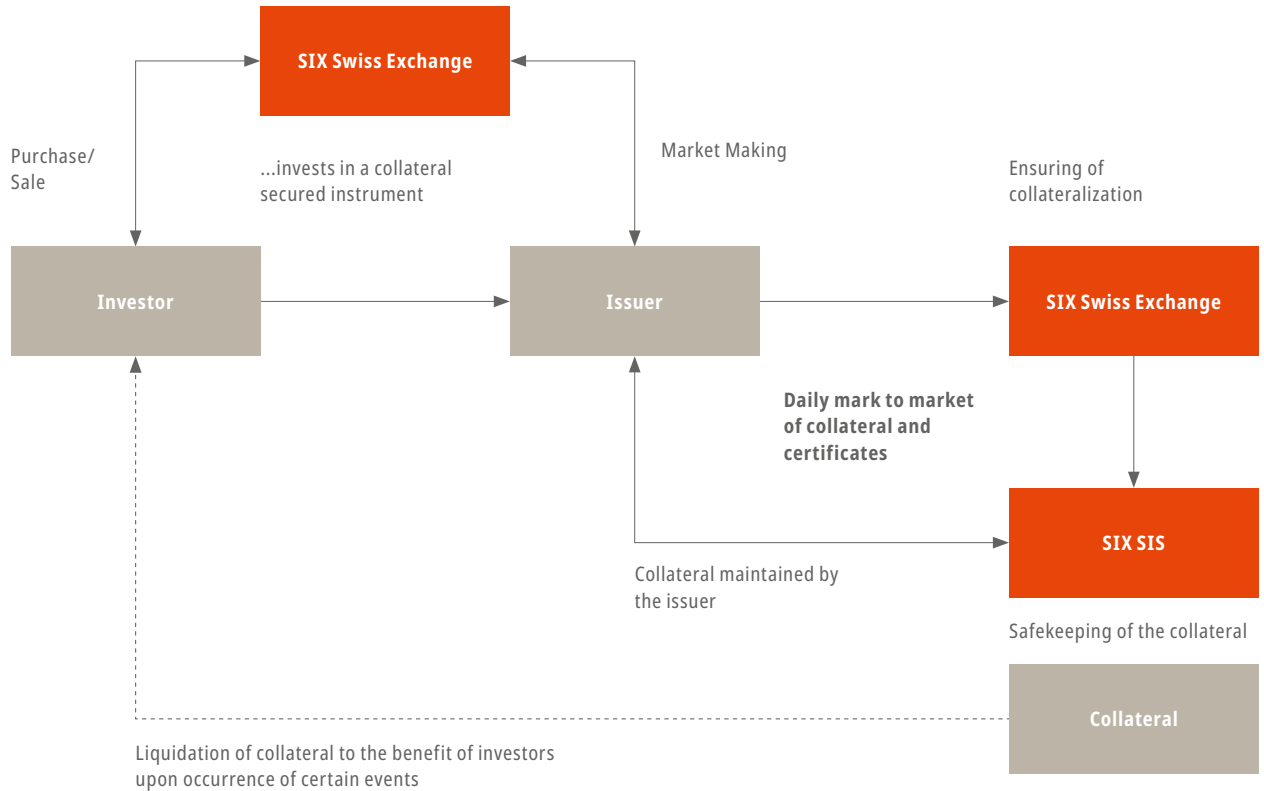 SIX Swiss Exchange
Purchase/
Sale
...invests in a collateral
secured instrument
Market Making
Ensuring of
collateralization
Investor
Issuer
SIX Swiss Exchange
Daily mark to market
of collateral and
certificates
SIX SIS
Collateral maintained by
the issuer
Safekeeping of the collateral
Collateral
Liquidation of collateral to the benefit of investors
upon occurrence of certain events